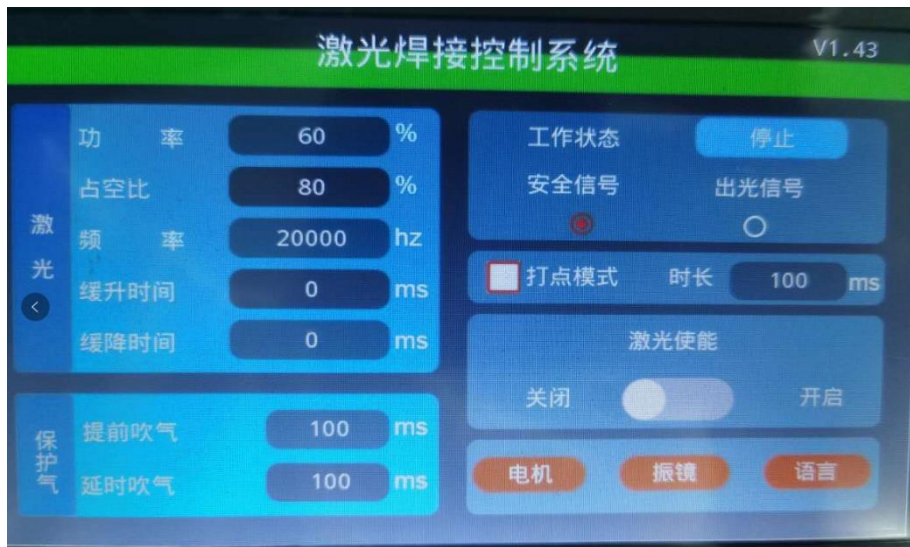 激光焊接控制系统 V1.43
激光
功率 60 %
占空比 80 %
频率 20000 hz
缓升时间 0 ms
缓降时间 0 ms
保护气
提前吹气 100 ms
延时吹气 100 ms
工作状态 停止
安全信号 出光信号
打点模式 时长 100 ms
激光使能
关闭 开启
电机 振镜 语言